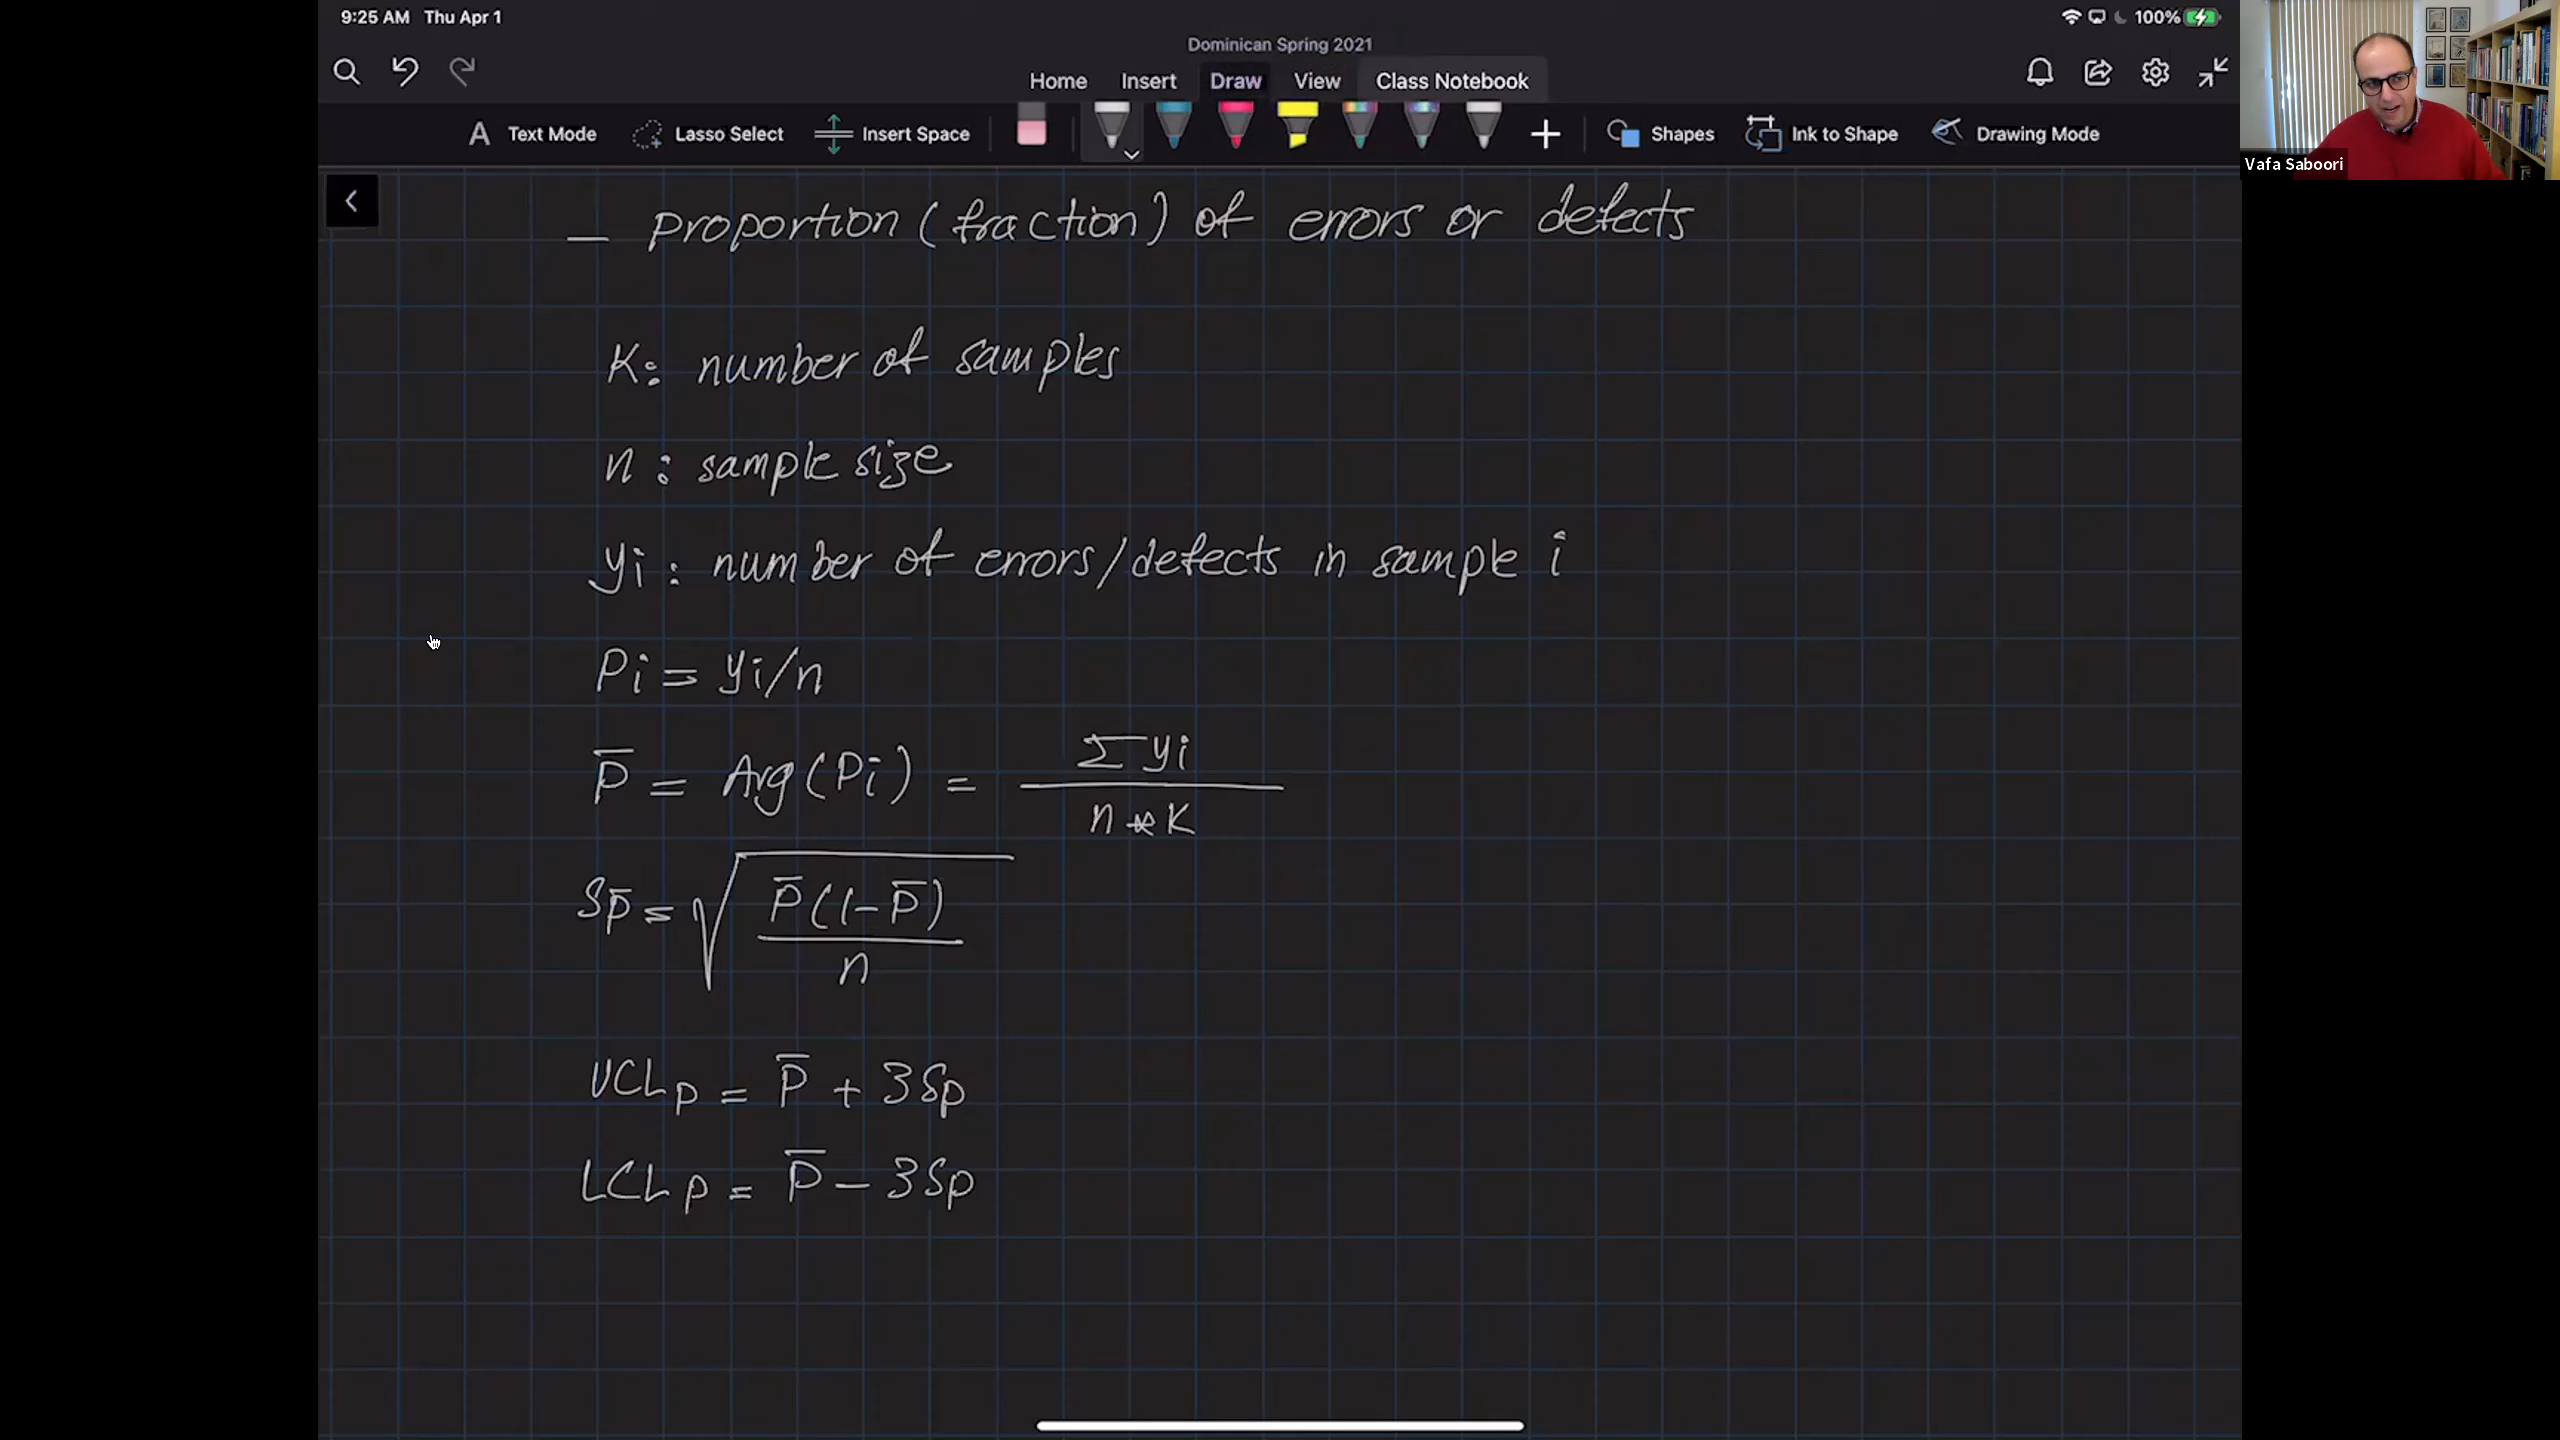 9:25 AM Thu Apr 1
100%
Dominican Spring 2021
Home Insert Draw View Class Notebook
Text Mode Lasso Select Insert Space Shapes Ink to Shape Drawing Mode
Vafa Saboori
— proportion (fraction) of errors or defects
K: number of samples
n: sample size
yi: number of errors/defects in sample i
Pi = yi/n
P̅ = Avg(Pi) = Σyi / n*K
Sp̅ = √(P̅(1-P̅) / n)
UCLp = P̅ + 3Sp
LCLp = P̅ - 3Sp